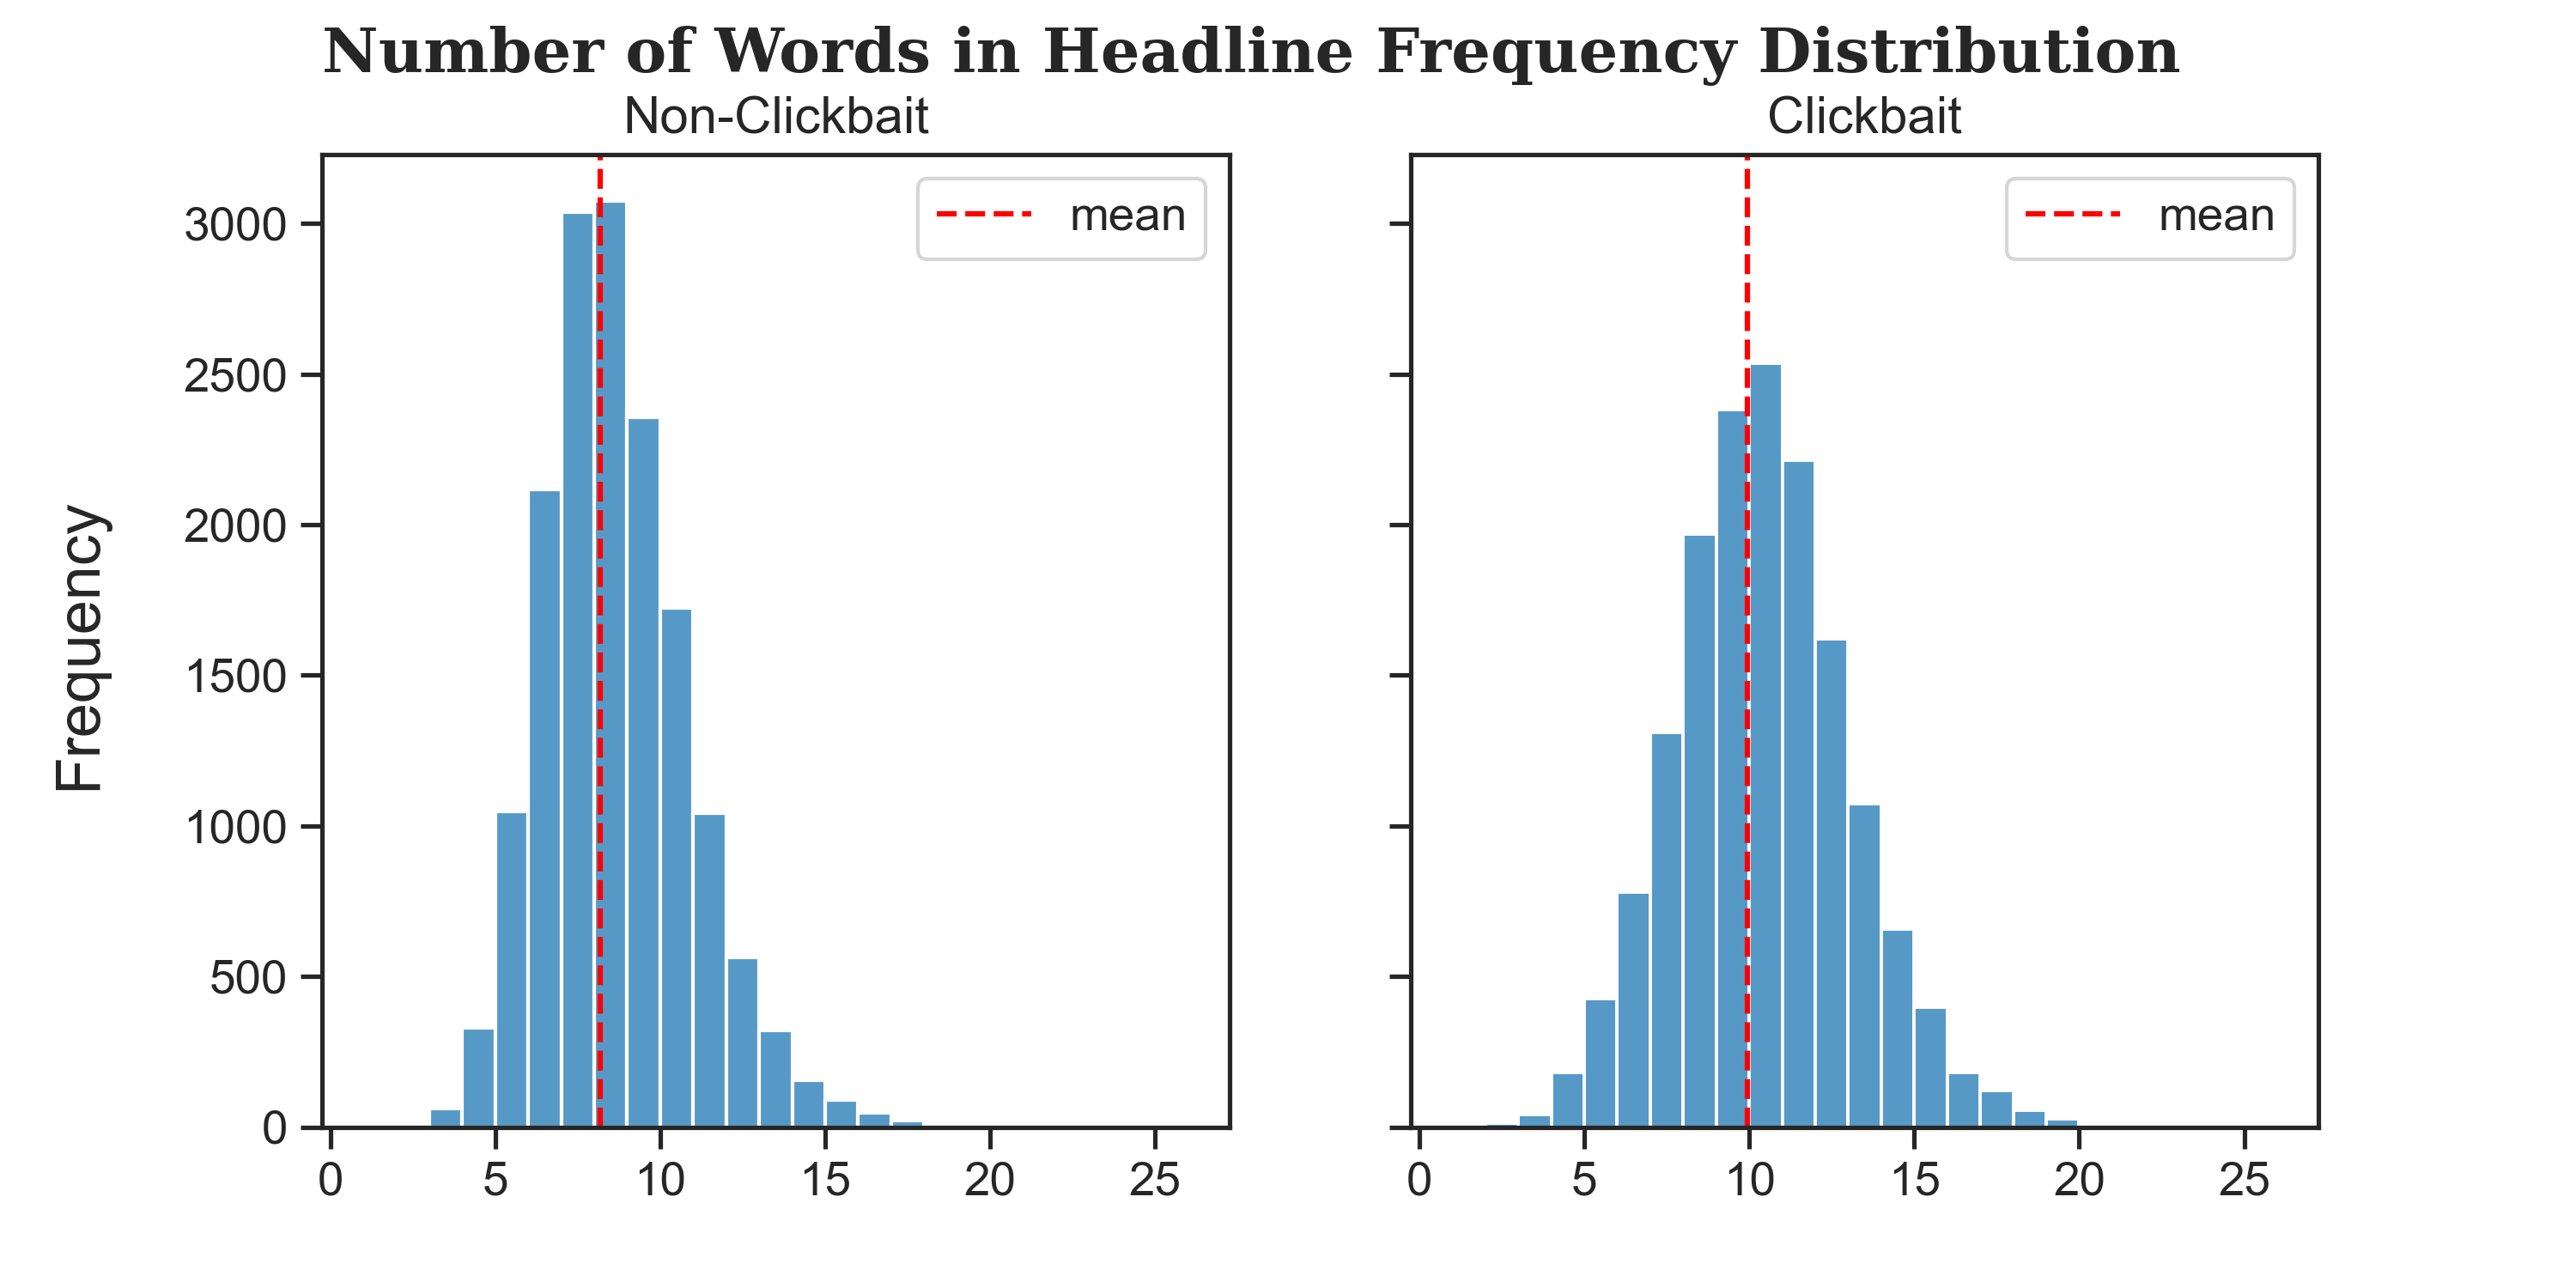 Number of Words in Headline Frequency Distribution
Non-Clickbait
Clickbait
mean
mean
Frequency
3000
2500
2000
1500
1000
500
0
0 5 10 15 20 25
0 5 10 15 20 25